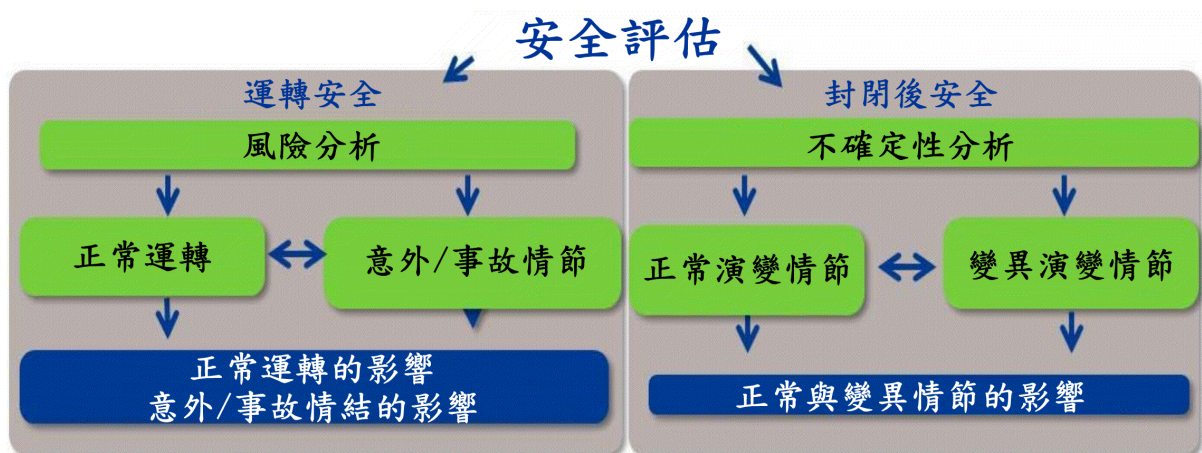 安全評估
運轉安全
風險分析
正常運轉
意外/事故情節
正常運轉的影響
意外/事故情結的影響
封閉後安全
不確定性分析
正常演變情節
變異演變情節
正常與變異情節的影響